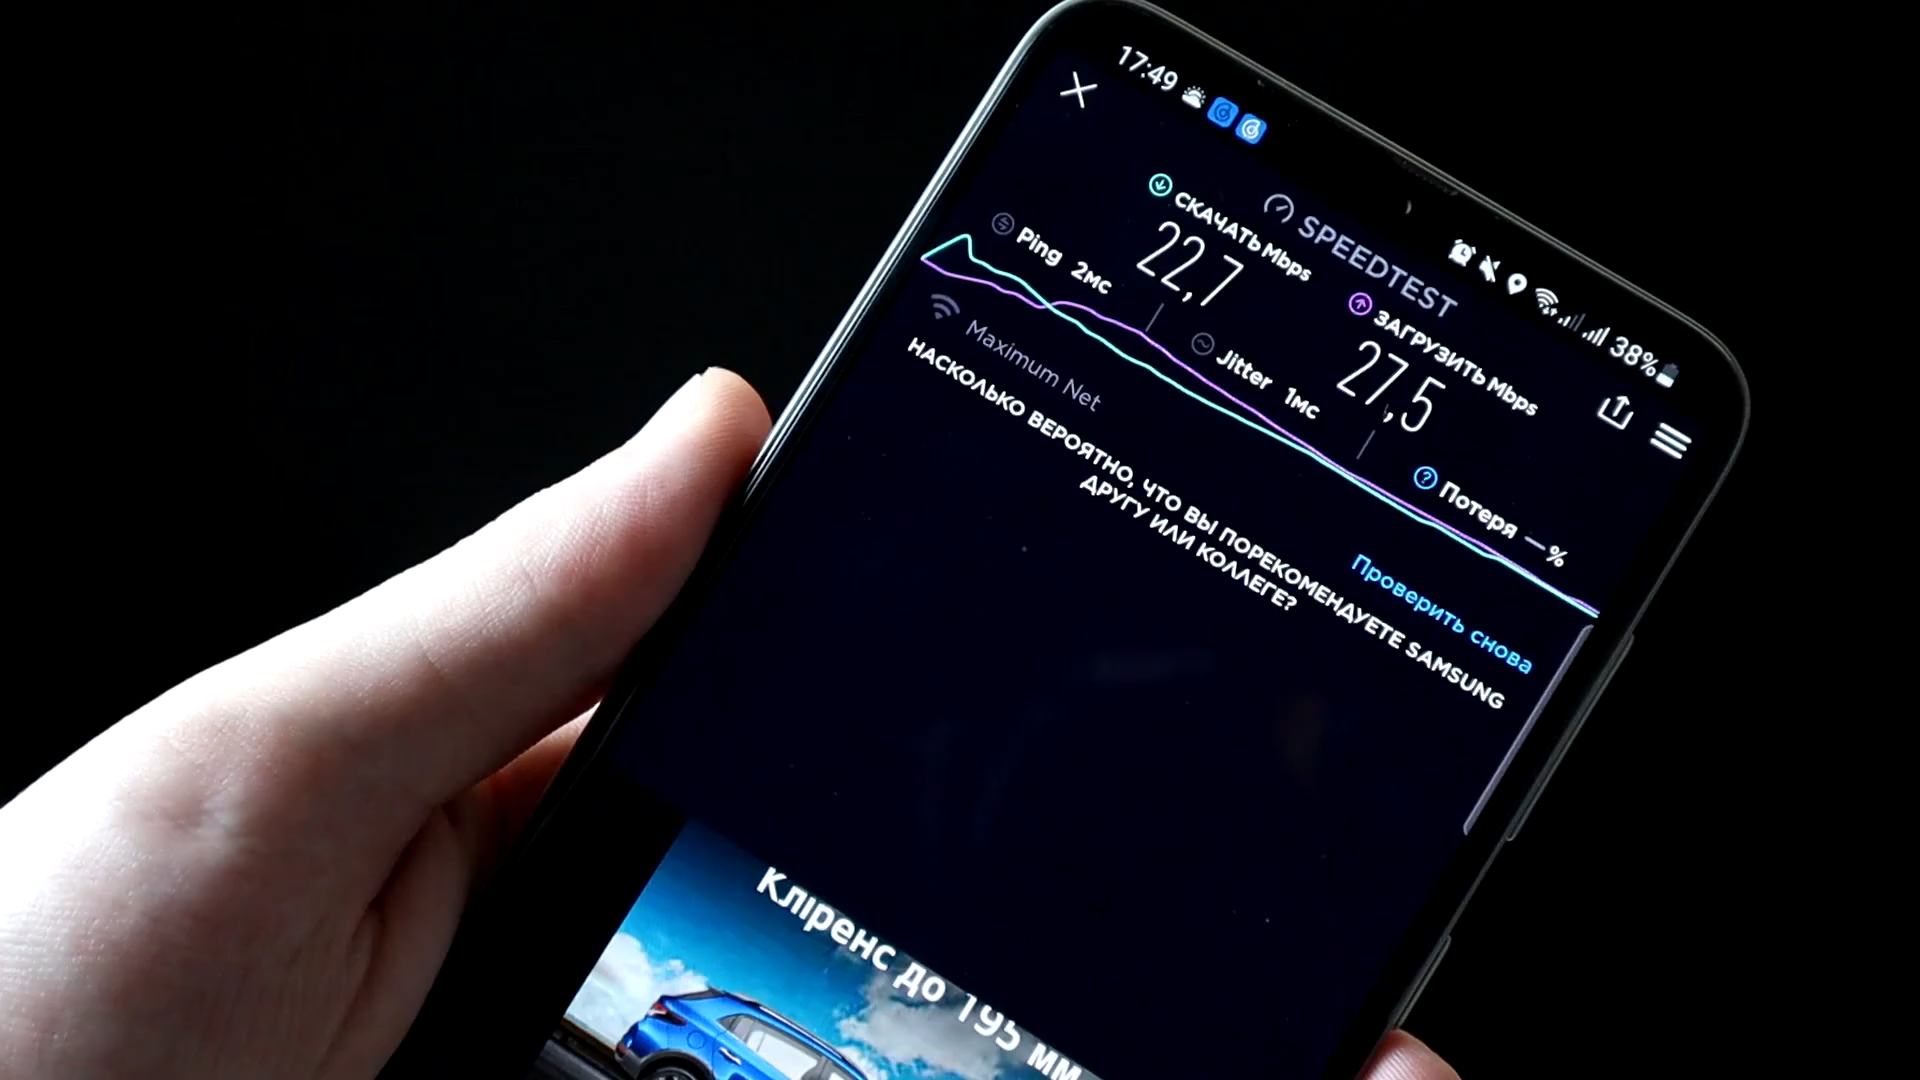 17:49
38%
SPEEDTEST
СКАЧАТЬ Mbps
22,7
ЗАГРУЗИТЬ Mbps
27,5
Ping 2мс
Jitter 1мс
Потеря —%
Maximum Net
Проверить снова
НАСКОЛЬКО ВЕРОЯТНО, ЧТО ВЫ ПОРЕКОМЕНДУЕТЕ SAMSUNG
ДРУГУ ИЛИ КОЛЛЕГЕ?
Кліренс до 195 мм